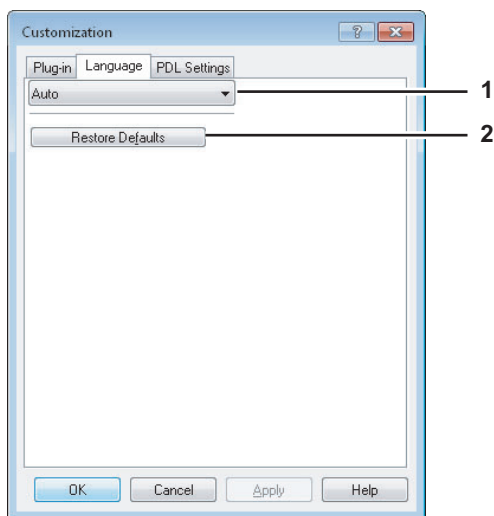 Customization
Plug-in Language PDL Settings
Auto 1
Restore Defaults 2
OK Cancel Apply Help